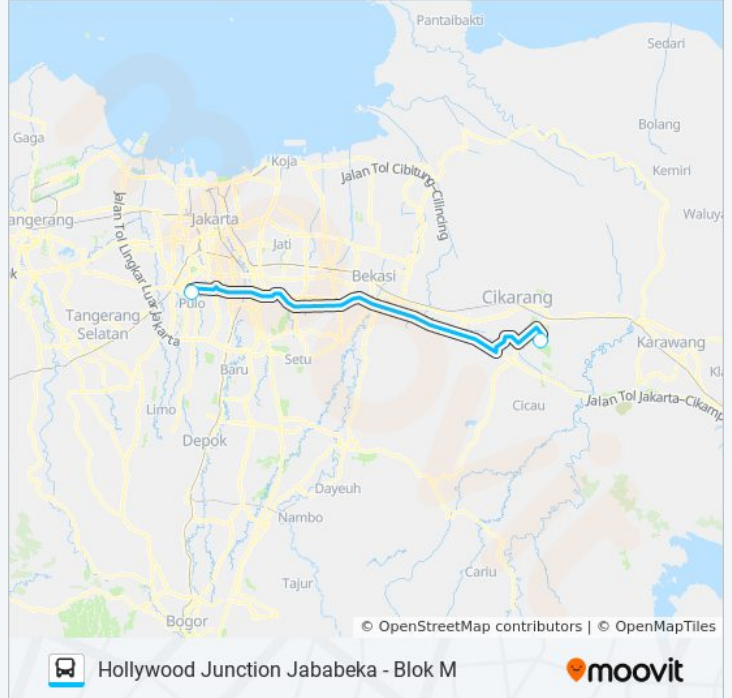 Pantaibakti
Sedari
Bolang
Gaga
Koja
Jalan Tol Cibitung-Cilincing
Kemiri
angerang
Jakarta
Waluya
Jalan Tol Lingkar Luar Jakarta
Jati
k
Bekasi
Cikarang
Pulo
Tangerang
Selatan
Karawang
Setu
Baru
Kla
Limo
Cicau
Jalan Tol Jakarta-Cikamp
Depok
Dayeuh
Nambo
Tajur
Cariu
Bogor
© OpenStreetMap contributors | © OpenMapTiles
Hollywood Junction Jababeka - Blok M
moovit